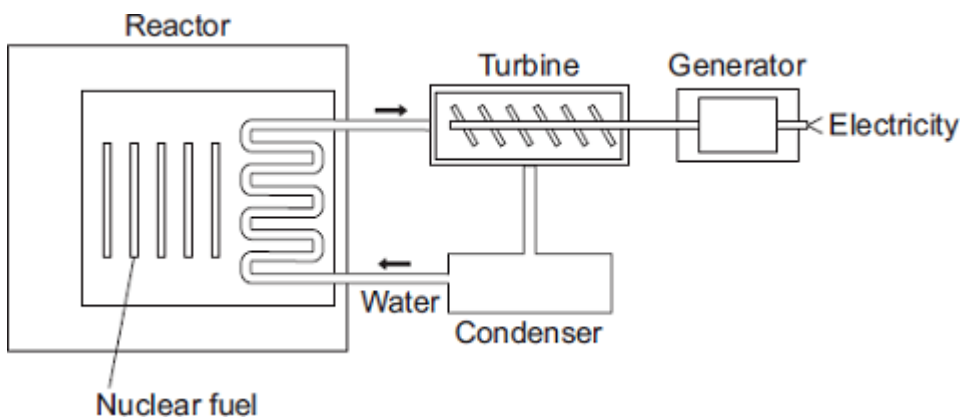 Reactor
Turbine
Generator
Electricity
Water
Condenser
Nuclear fuel